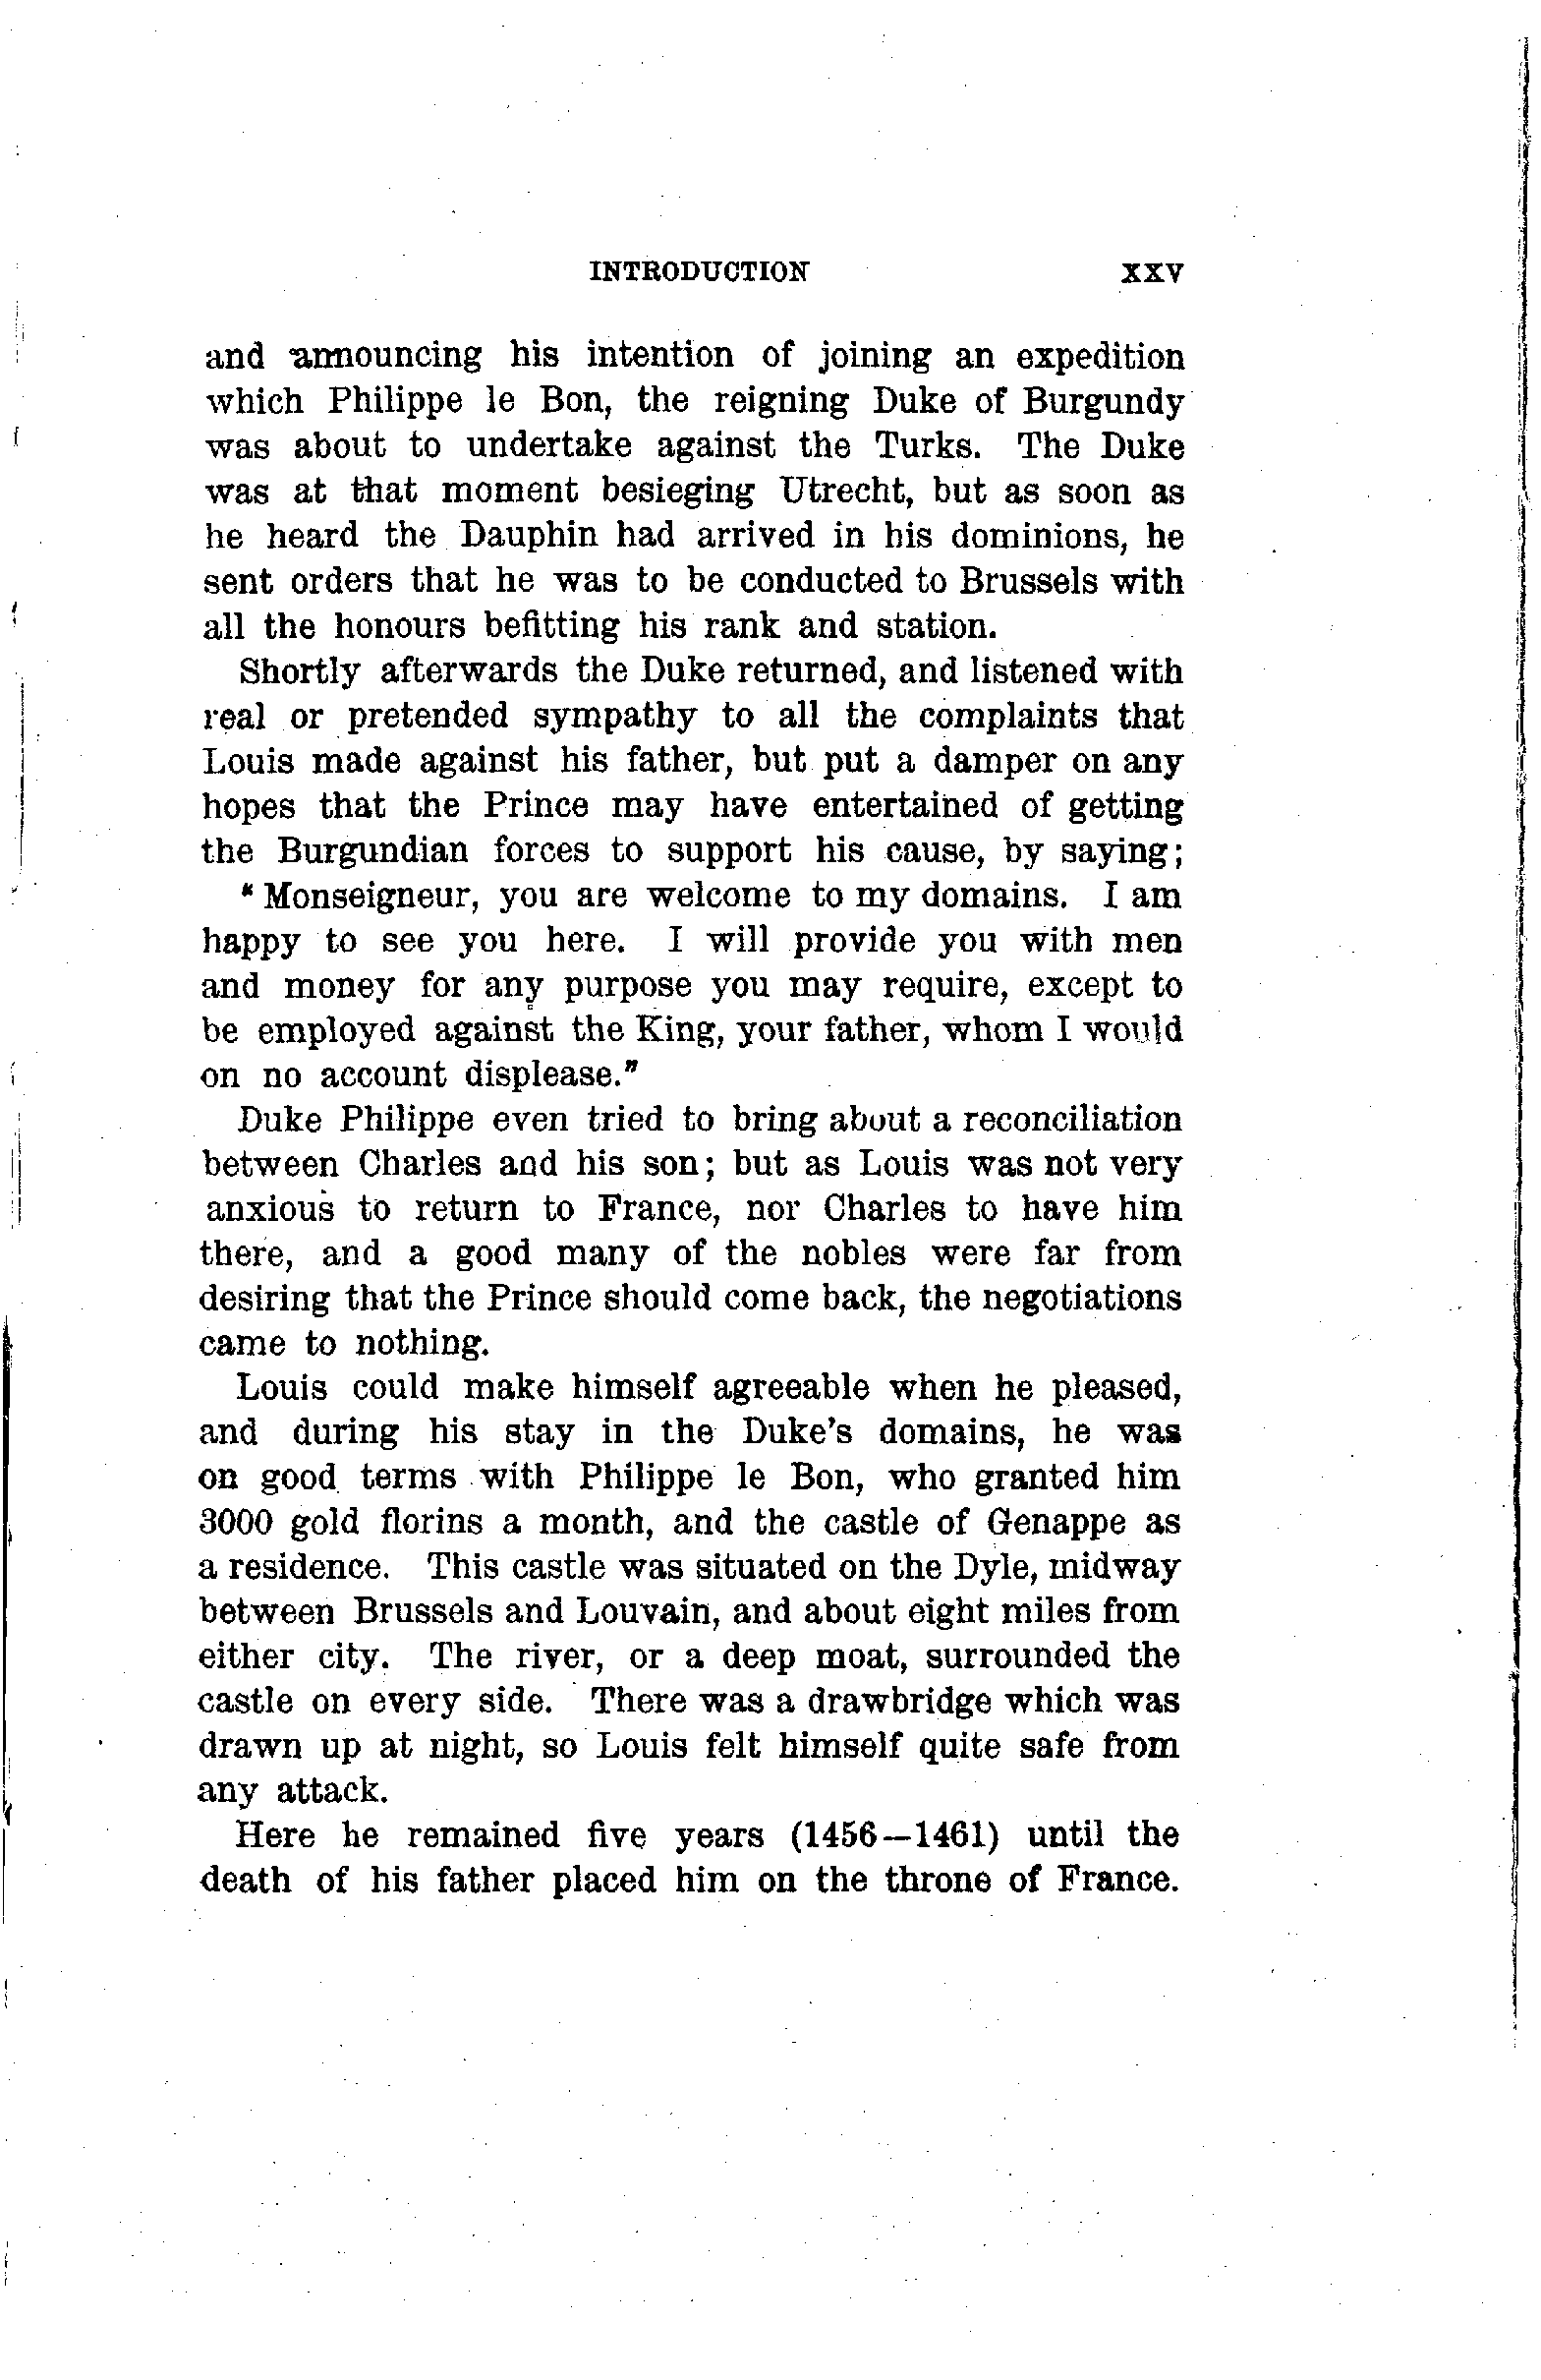 INTRODUCTION XXV
and announcing his intention of joining an expedition
which Philippe le Bon, the reigning Duke of Burgundy
was about to undertake against the Turks. The Duke
was at that moment besieging Utrecht, but as soon as
he heard the Dauphin had arrived in his dominions, he
sent orders that he was to be conducted to Brussels with
all the honours befitting his rank and station.
Shortly afterwards the Duke returned, and listened with
real or pretended sympathy to all the complaints that
Louis made against his father, but put a damper on any
hopes that the Prince may have entertained of getting
the Burgundian forces to support his cause, by saying;
"Monseigneur, you are welcome to my domains. I am
happy to see you here. I will provide you with men
and money for any purpose you may require, except to
be employed against the King, your father, whom I would
on no account displease."
Duke Philippe even tried to bring about a reconciliation
between Charles and his son; but as Louis was not very
anxious to return to France, nor Charles to have him
there, and a good many of the nobles were far from
desiring that the Prince should come back, the negotiations
came to nothing.
Louis could make himself agreeable when he pleased,
and during his stay in the Duke's domains, he was
on good terms with Philippe le Bon, who granted him
3000 gold florins a month, and the castle of Genappe as
a residence. This castle was situated on the Dyle, midway
between Brussels and Louvain, and about eight miles from
either city. The river, or a deep moat, surrounded the
castle on every side. There was a drawbridge which was
drawn up at night, so Louis felt himself quite safe from
any attack.
Here he remained five years (1456–1461) until the
death of his father placed him on the throne of France.